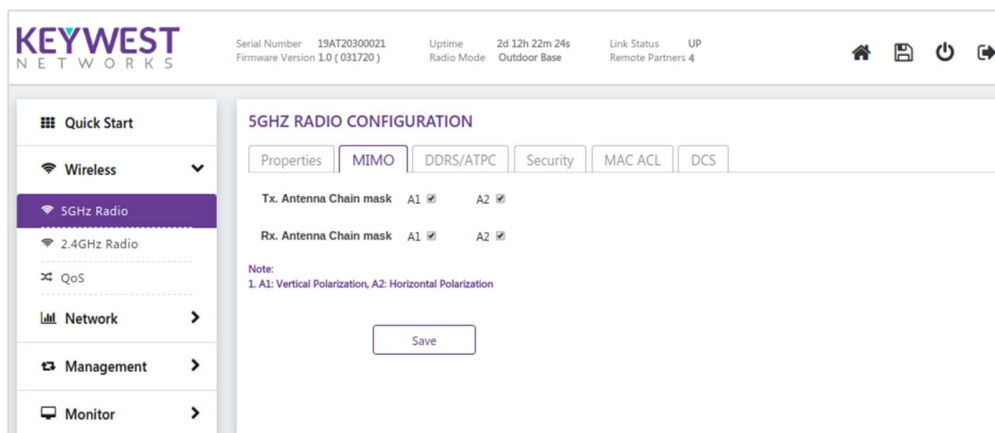 KEYWEST
NETWORKS
Serial Number 19AT20300021
Firmware Version 1.0 ( 031720 )
Uptime 2d 12h 22m 24s
Radio Mode Outdoor Base
Link Status UP
Remote Partners 4
Quick Start
Wireless
5GHz Radio
2.4GHz Radio
QoS
Network
Management
Monitor
5GHZ RADIO CONFIGURATION
Properties MIMO DDRS/ATPC Security MAC ACL DCS
Tx. Antenna Chain mask A1 A2
Rx. Antenna Chain mask A1 A2
Note:
1. A1: Vertical Polarization, A2: Horizontal Polarization
Save